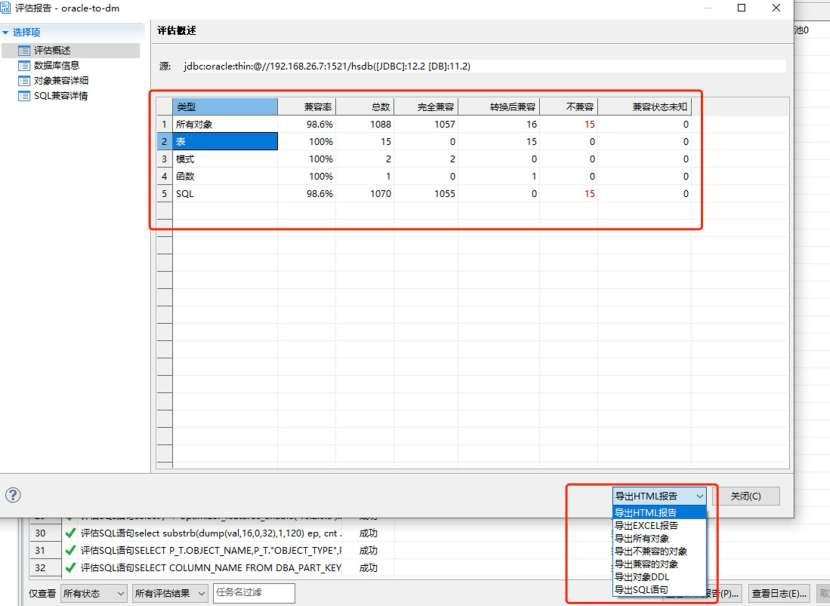 评估报告 - oracle-to-dm
选择项
评估概述
数据库信息
对象兼容详细
SQL兼容详情
评估概述
源: jdbc:oracle:thin:@//192.168.26.7:1521/hsdb([JDBC]:12.2 [DB]:11.2)
类型 兼容率 总数 完全兼容 转换后兼容 不兼容 兼容状态未知
1 所有对象 98.6% 1088 1057 16 15 0
2 表 100% 15 0 15 0 0
3 模式 100% 2 2 0 0 0
4 函数 100% 1 0 1 0 0
5 SQL 98.6% 1070 1055 0 15 0
导出HTML报告 关闭(C)
导出HTML报告
导出EXCEL报告
导出所有对象
导出不兼容的对象
导出兼容的对象
导出对象DDL
导出SQL语句
池0
30 评估SQL语句select substrb(dump(val,16,0,32),1,120) ep, cnt . 成功
31 评估SQL语句SELECT P_T.OBJECT_NAME,P_T."OBJECT_TYPE",F 成功
32 评估SQL语句SELECT COLUMN_NAME FROM DBA_PART_KEY 成功
仅查看 所有状态 所有评估结果 任务名过滤 报告(P)... 查看日志(E)...